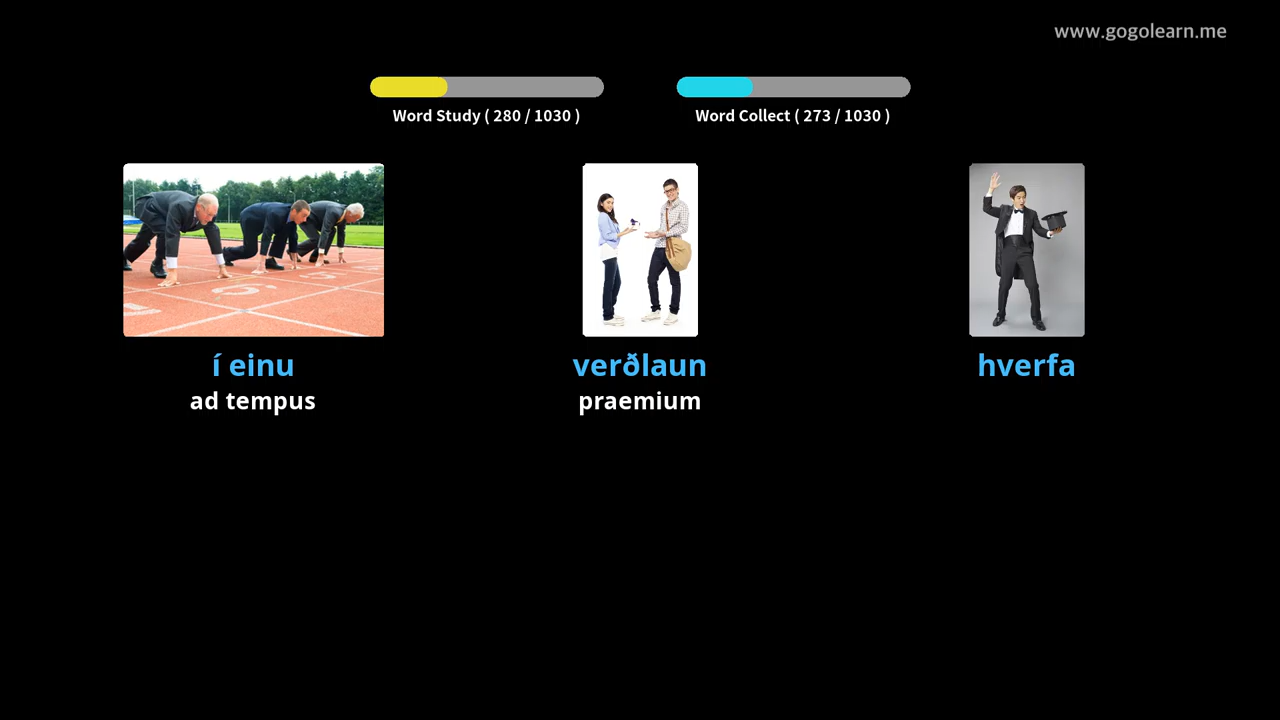 www.gogolearn.me
Word Study ( 280 / 1030 )
Word Collect ( 273 / 1030 )
í einu
ad tempus
verðlaun
praemium
hverfa